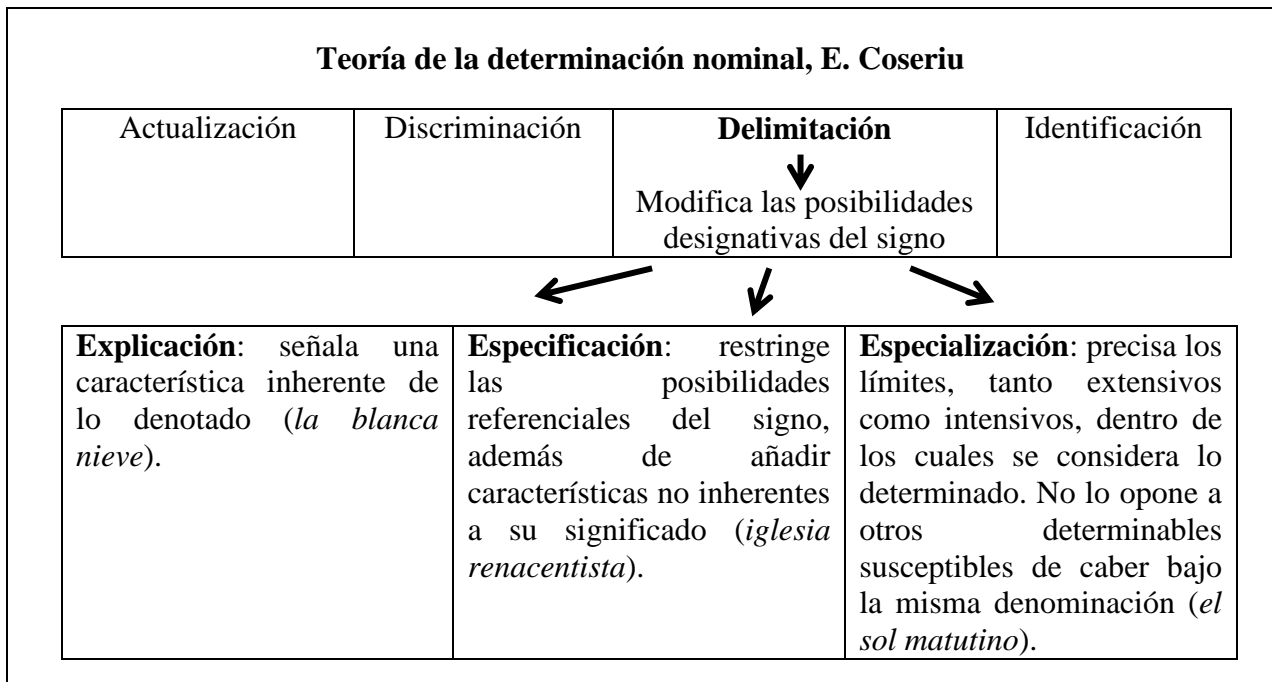 Teoría de la determinación nominal, E. Coseriu
Actualización
Discriminación
Delimitación
Modifica las posibilidades
designativas del signo
Identificación
Explicación: señala una
característica inherente de
lo denotado (la blanca
nieve).
Especificación: restringe
las posibilidades
referenciales del signo,
además de añadir
características no inherentes
a su significado (iglesia
renacentista).
Especialización: precisa los
límites, tanto extensivos
como intensivos, dentro de
los cuales se considera lo
determinado. No lo opone a
otros determinables
susceptibles de caber bajo
la misma denominación (el
sol matutino).